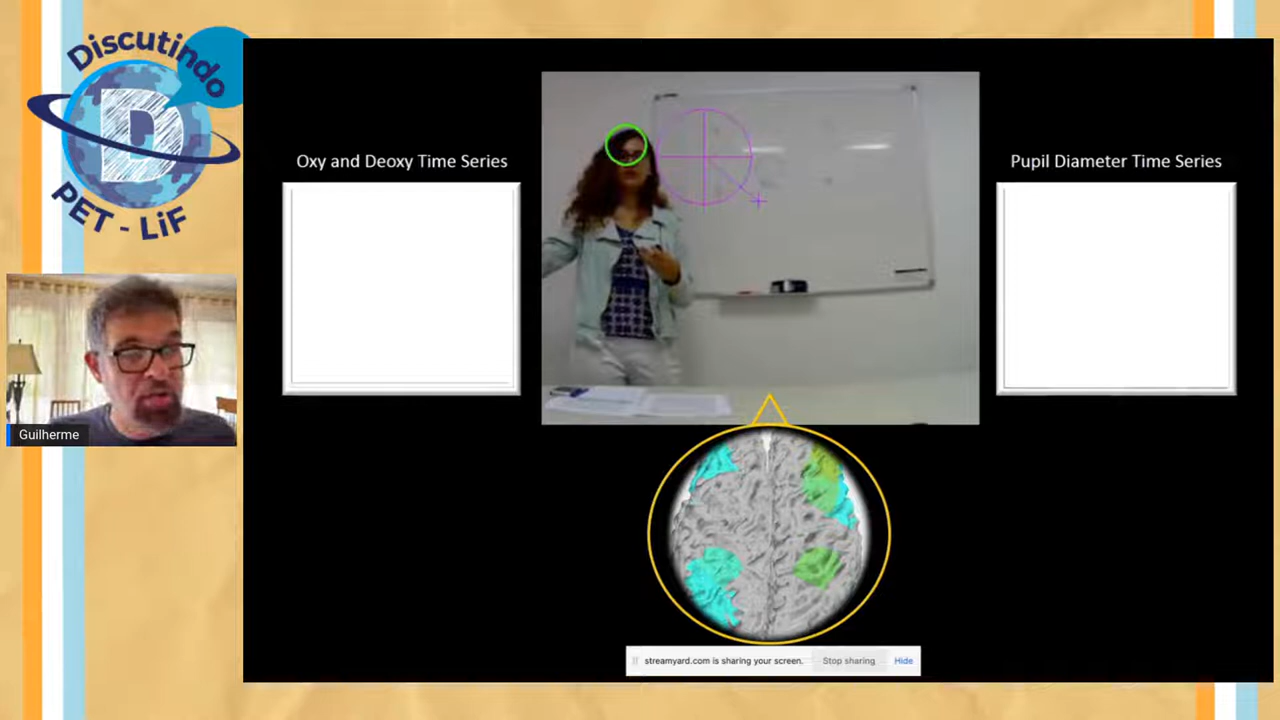 Discutindo
D
PET - LiF
Guilherme
Oxy and Deoxy Time Series
Pupil Diameter Time Series
streamyard.com is sharing your screen.
Stop sharing
Hide